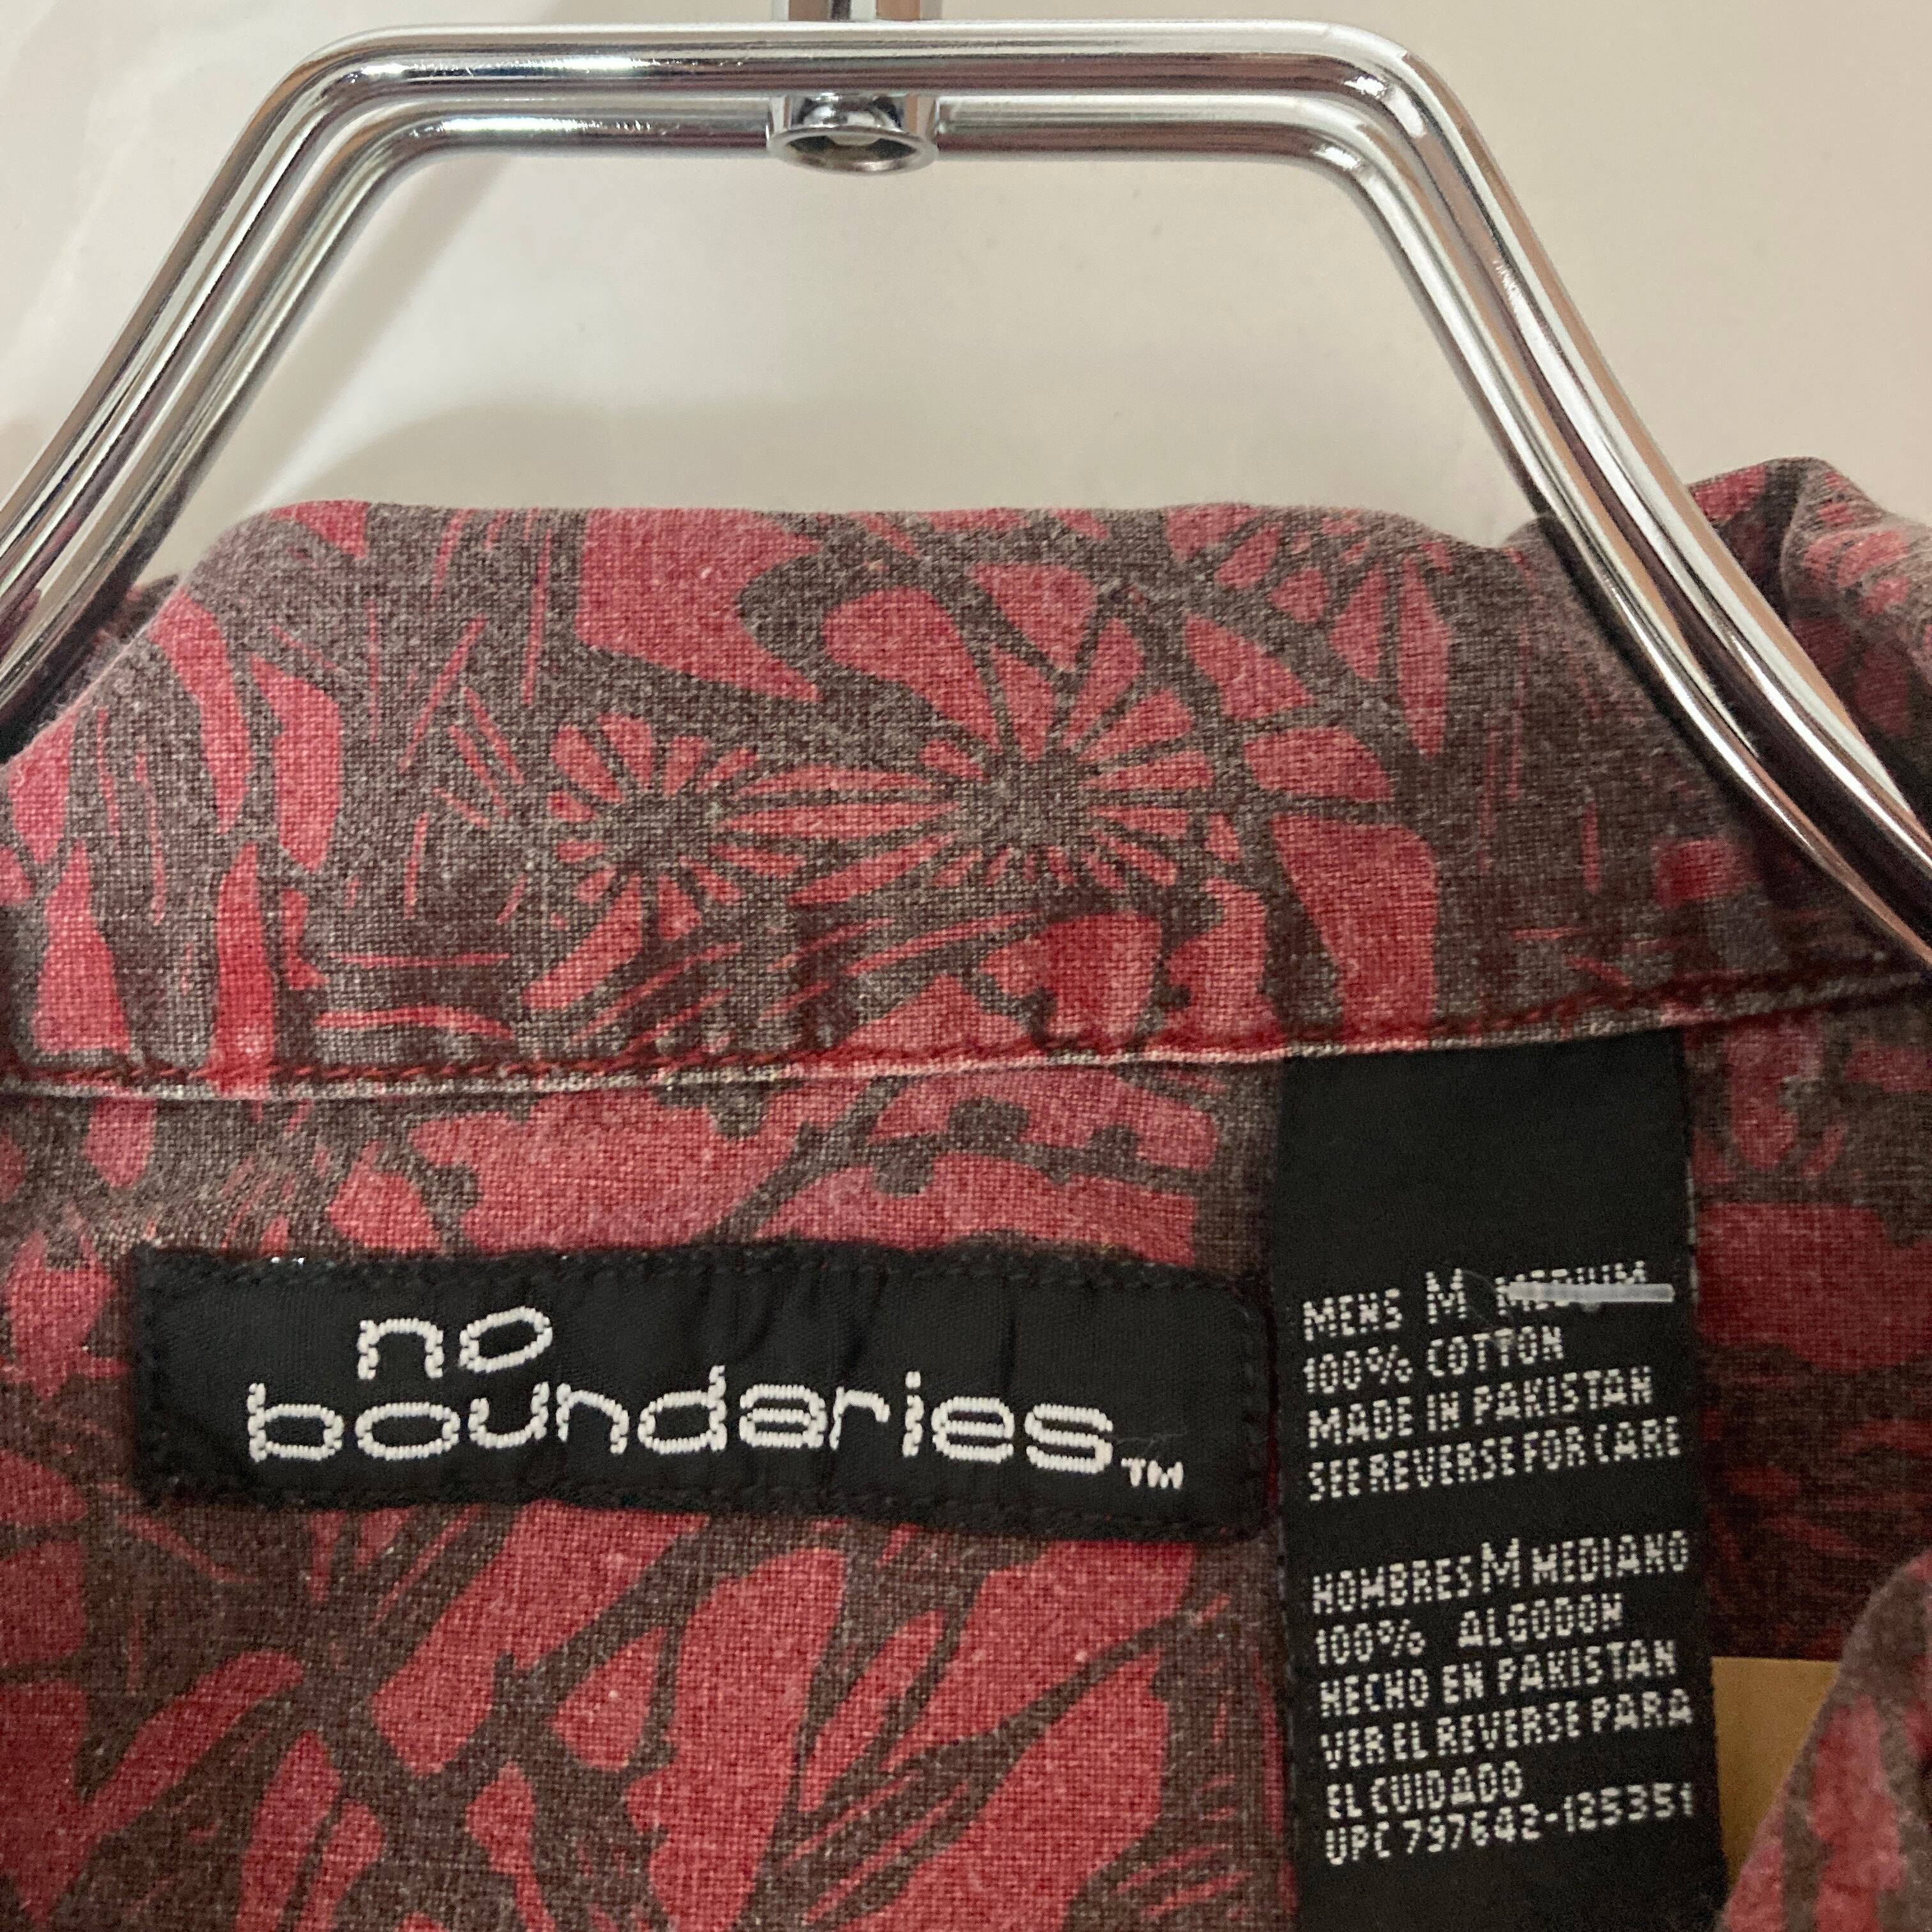 no
boundaries™
MENS M MEDIUM
100% COTTON
MADE IN PAKISTAN
SEE REVERSE FOR CARE
HOMBRES M MEDIANO
100% ALGODON
HECHO EN PAKISTAN
VER EL REVERSE PARA
EL CUIDADO
UPC 797642-125351